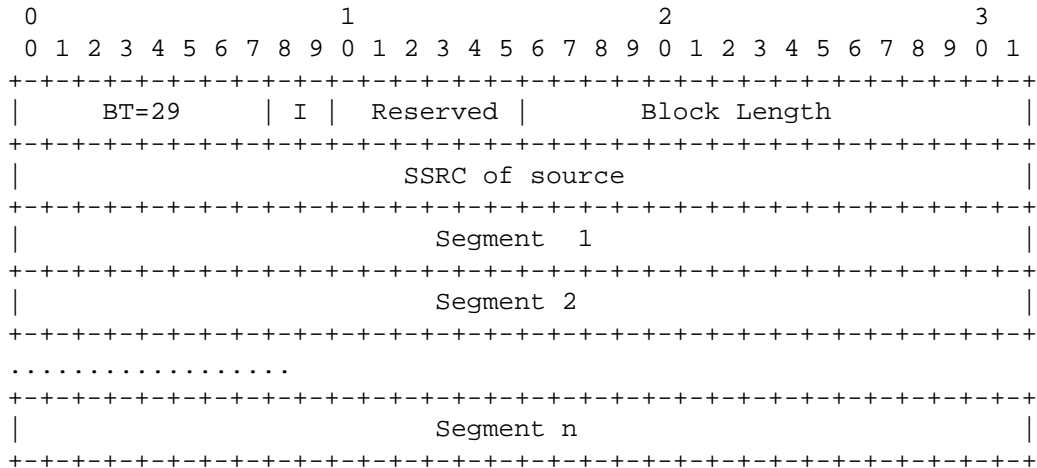 0                   1                   2                   3
 0 1 2 3 4 5 6 7 8 9 0 1 2 3 4 5 6 7 8 9 0 1 2 3 4 5 6 7 8 9 0 1
+-+-+-+-+-+-+-+-+-+-+-+-+-+-+-+-+-+-+-+-+-+-+-+-+-+-+-+-+-+-+-+-+
|     BT=29     | I |  Reserved |       Block Length            |
+-+-+-+-+-+-+-+-+-+-+-+-+-+-+-+-+-+-+-+-+-+-+-+-+-+-+-+-+-+-+-+-+
|                        SSRC of source                         |
+-+-+-+-+-+-+-+-+-+-+-+-+-+-+-+-+-+-+-+-+-+-+-+-+-+-+-+-+-+-+-+-+
|                          Segment  1                           |
+-+-+-+-+-+-+-+-+-+-+-+-+-+-+-+-+-+-+-+-+-+-+-+-+-+-+-+-+-+-+-+-+
|                          Segment 2                            |
+-+-+-+-+-+-+-+-+-+-+-+-+-+-+-+-+-+-+-+-+-+-+-+-+-+-+-+-+-+-+-+-+
..................
+-+-+-+-+-+-+-+-+-+-+-+-+-+-+-+-+-+-+-+-+-+-+-+-+-+-+-+-+-+-+-+-+
|                          Segment n                            |
+-+-+-+-+-+-+-+-+-+-+-+-+-+-+-+-+-+-+-+-+-+-+-+-+-+-+-+-+-+-+-+-+